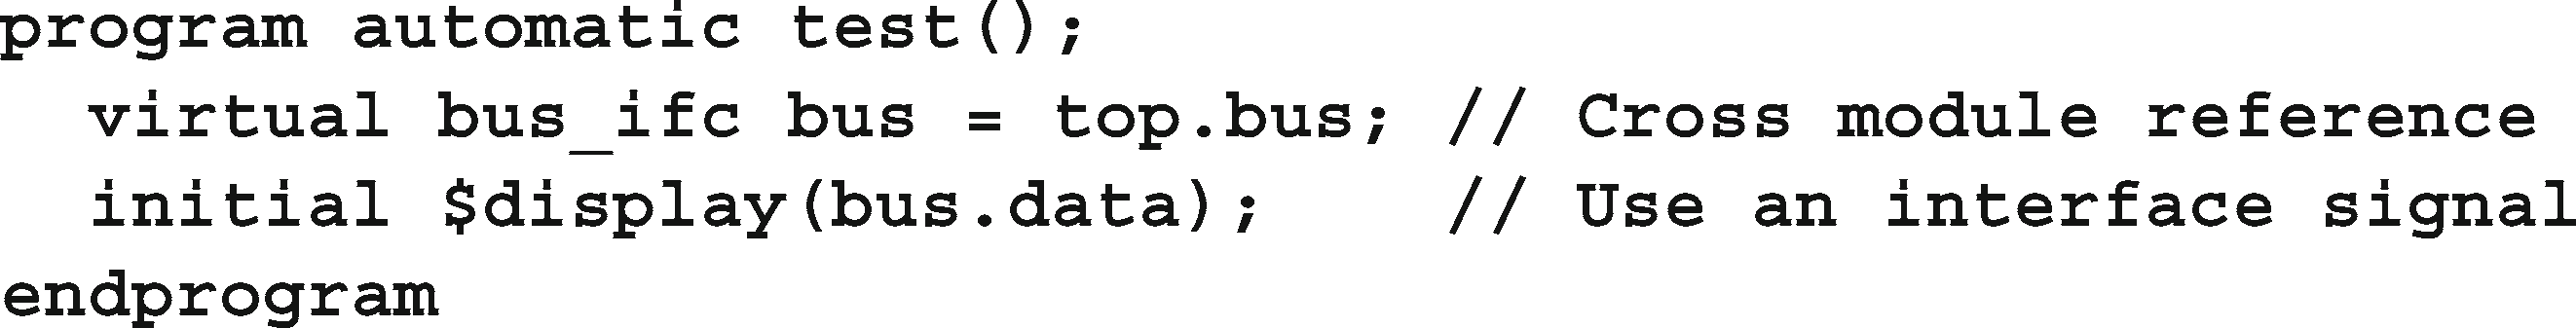 program automatic test();
  virtual bus_ifc bus = top.bus; // Cross module reference
  initial $display(bus.data);    // Use an interface signal
endprogram